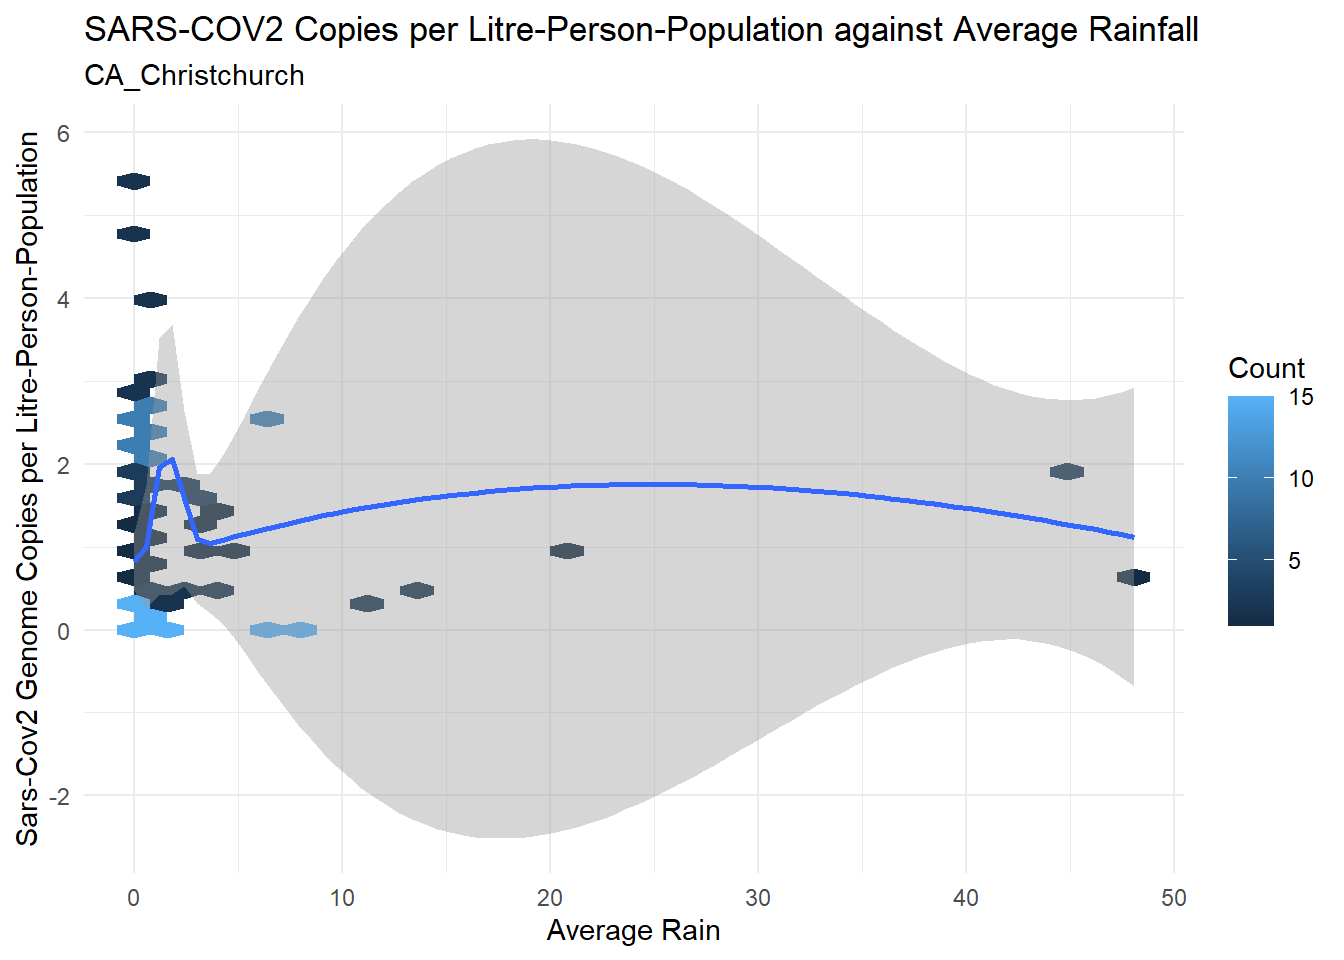 SARS-COV2 Copies per Litre-Person-Population against Average Rainfall
CA_Christchurch
Sars-Cov2 Genome Copies per Litre-Person-Population
6
4
2
0
-2
0
10
20
30
40
50
Average Rain
Count
15
10
5